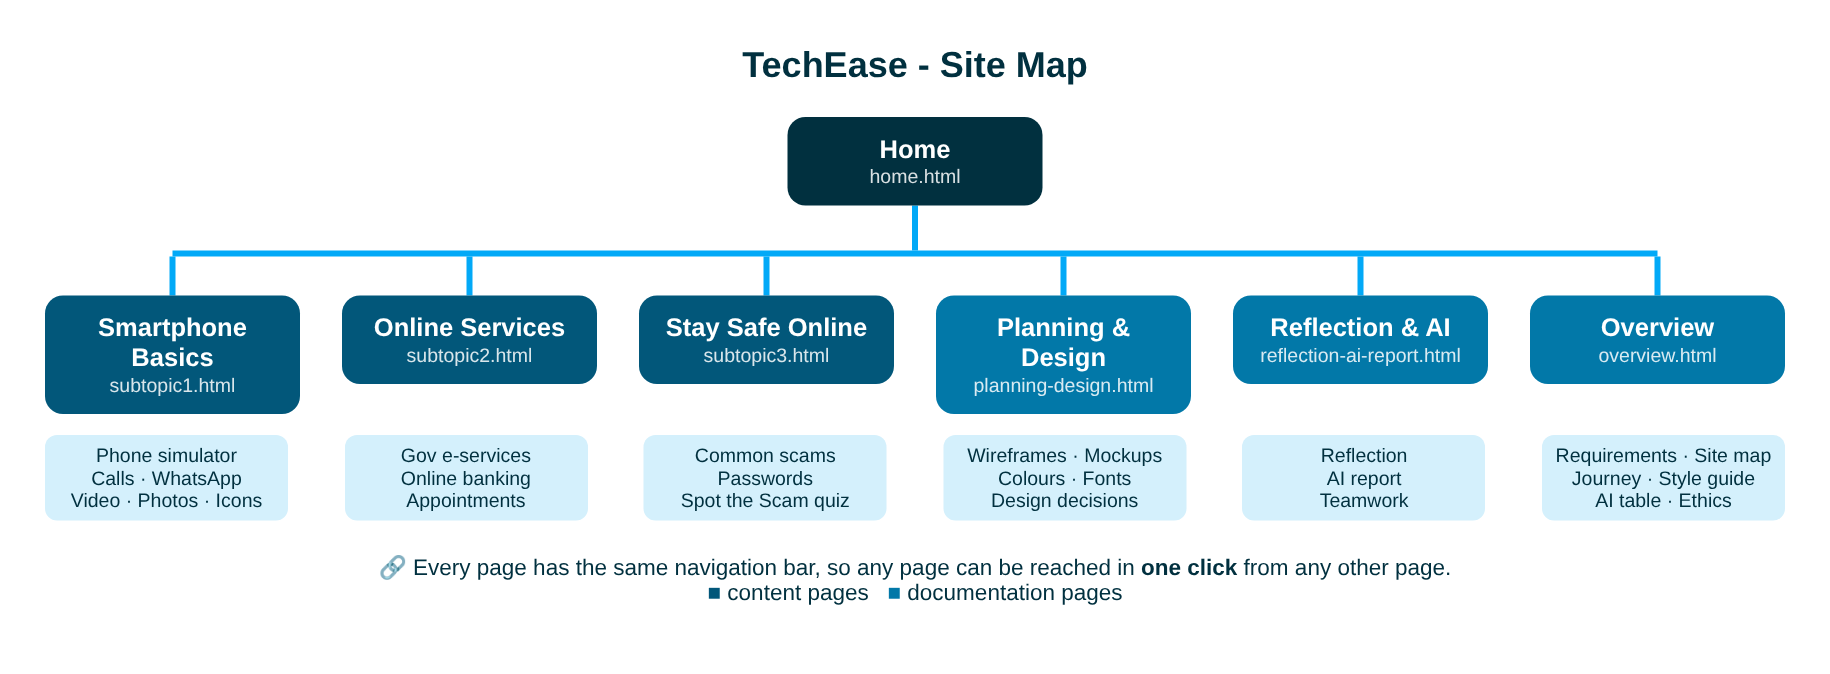 TechEase - Site Map
Home
home.html
Smartphone
Basics
subtopic1.html
Online Services
subtopic2.html
Stay Safe Online
subtopic3.html
Planning &
Design
planning-design.html
Reflection & AI
reflection-ai-report.html
Overview
overview.html
Phone simulator
Calls · WhatsApp
Video · Photos · Icons
Gov e-services
Online banking
Appointments
Common scams
Passwords
Spot the Scam quiz
Wireframes · Mockups
Colours · Fonts
Design decisions
Reflection
AI report
Teamwork
Requirements · Site map
Journey · Style guide
AI table · Ethics
🔗 Every page has the same navigation bar, so any page can be reached in one click from any other page.
■ content pages ■ documentation pages